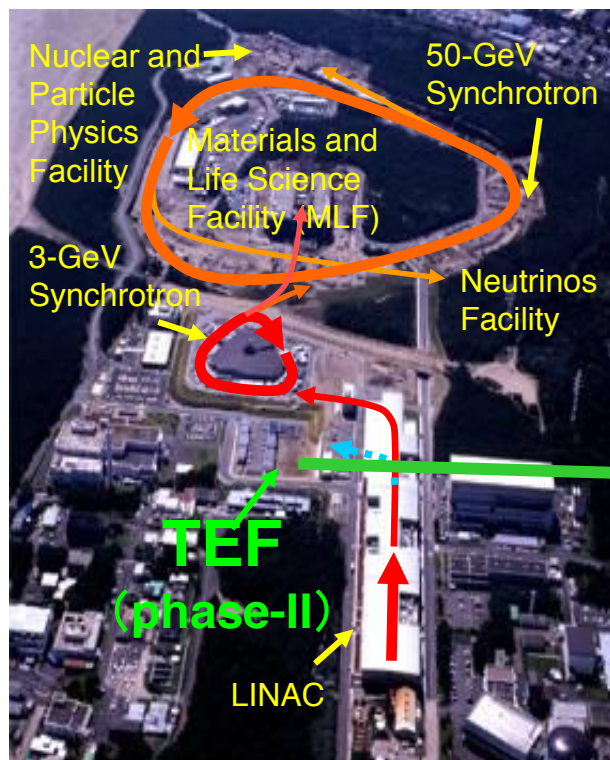 Nuclear and
Particle
Physics
Facility
50-GeV
Synchrotron
Materials and
Life Science
Facility (MLF)
3-GeV
Synchrotron
Neutrinos
Facility
TEF
（phase-II）
LINAC